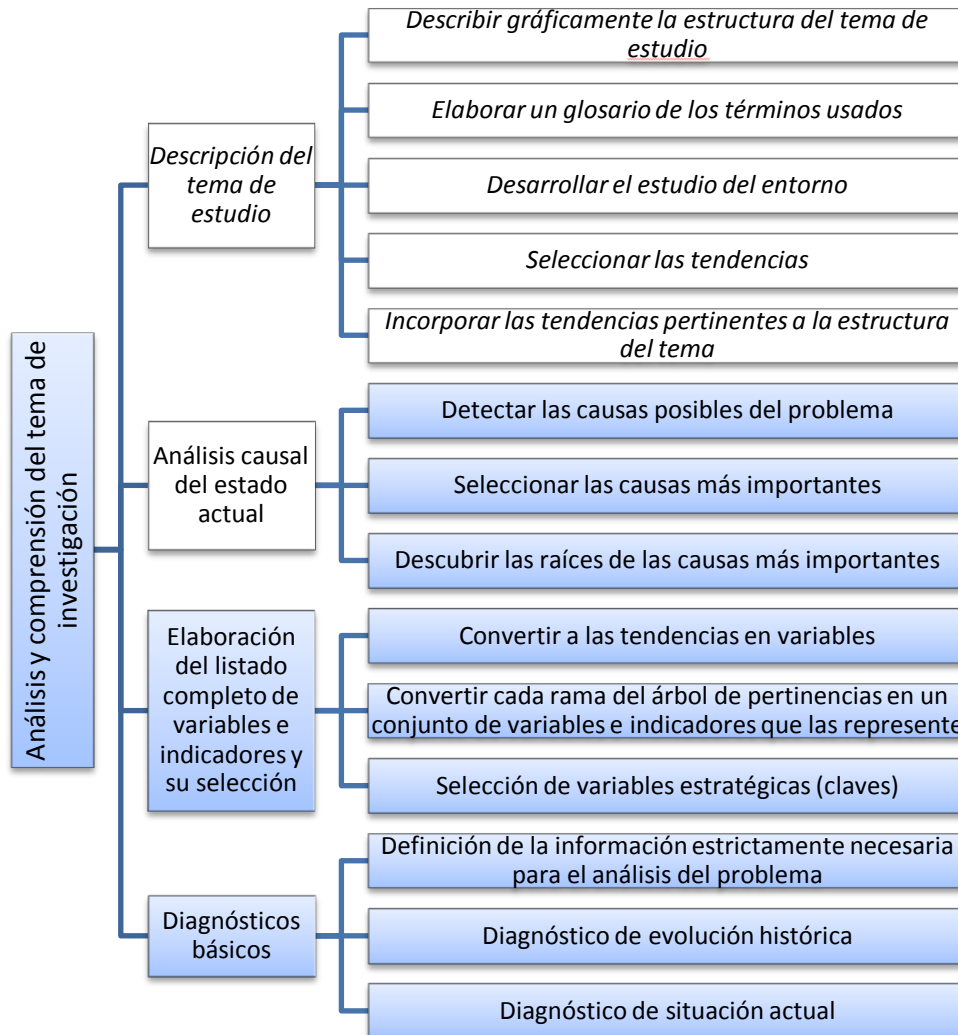 Análisis y comprensión del tema de
investigación
Descripción del
tema de
estudio
Describir gráficamente la estructura del tema de
estudio
Elaborar un glosario de los términos usados
Desarrollar el estudio del entorno
Seleccionar las tendencias
Incorporar las tendencias pertinentes a la estructura
del tema
Análisis causal
del estado
actual
Detectar las causas posibles del problema
Seleccionar las causas más importantes
Descubrir las raíces de las causas más importantes
Elaboración
del listado
completo de
variables e
indicadores y
su selección
Convertir a las tendencias en variables
Convertir cada rama del árbol de pertinencias en un
conjunto de variables e indicadores que las represente
Selección de variables estratégicas (claves)
Diagnósticos
básicos
Definición de la información estrictamente necesaria
para el análisis del problema
Diagnóstico de evolución histórica
Diagnóstico de situación actual